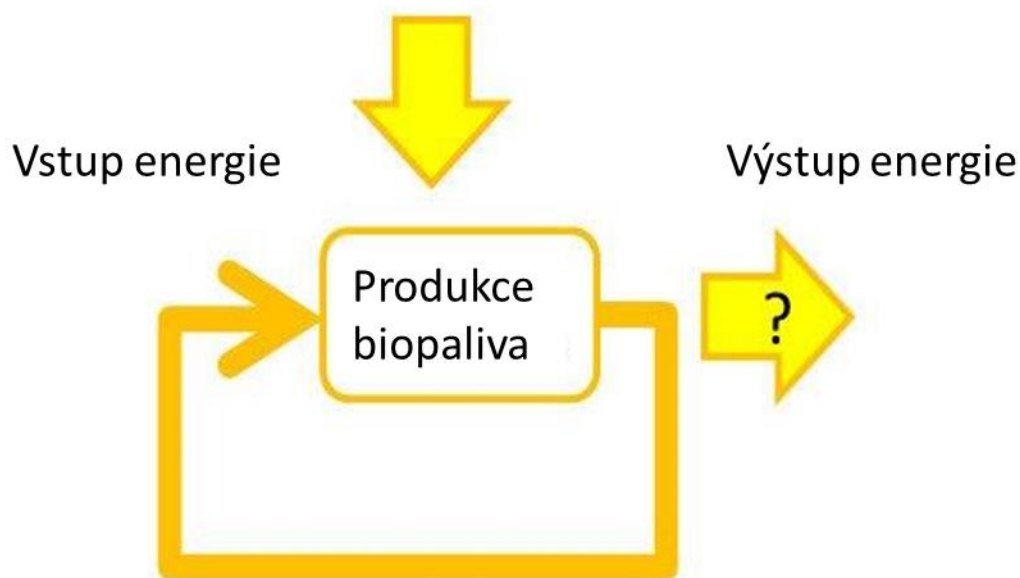 Vstup energie
Výstup energie
Produkce
biopaliva
?